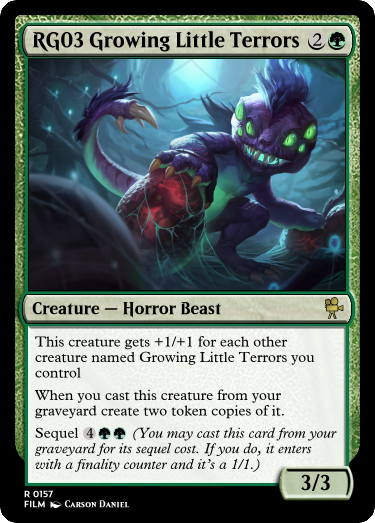 RG03 Growing Little Terrors 2
Creature — Horror Beast
This creature gets +1/+1 for each other
creature named Growing Little Terrors you
control
When you cast this creature from your
graveyard create two token copies of it.
Sequel 4 (You may cast this card from your
graveyard for its sequel cost. If you do, it enters
with a finality counter and it's a 1/1.)
3/3
R 0157
FILM Carson Daniel